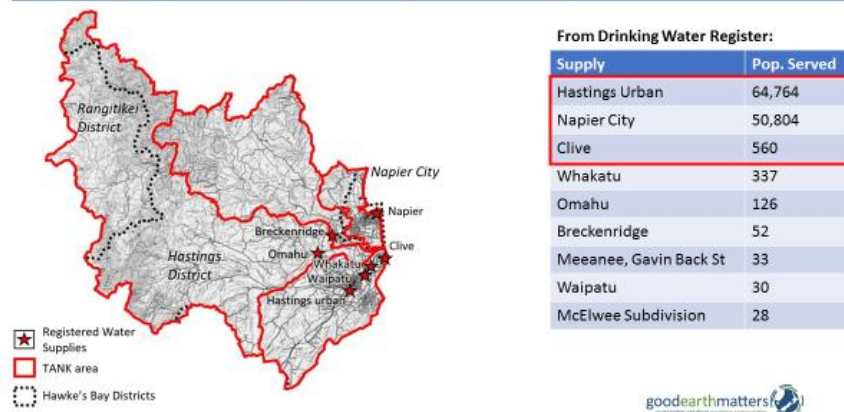 From Drinking Water Register:
Supply Pop. Served
Hastings Urban 64,764
Napier City 50,804
Clive 560
Whakatu 337
Omahu 126
Breckenridge 52
Meeanee, Gavin Back St 33
Waipatu 30
McElwee Subdivision 28
Rangitikei
District
Napier City
Napier
Breckenridge
Clive
Omahu
Hastings
District
Whakatu
Waipatu
Hastings urban
Registered Water
Supplies
TANK area
Hawke's Bay Districts
goodearthmatters